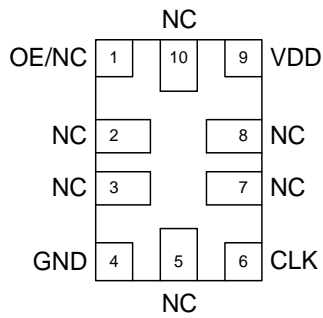 NC
OE/NC 1 10 9 VDD
NC 2 8 NC
NC 3 7 NC
GND 4 5 6 CLK
NC